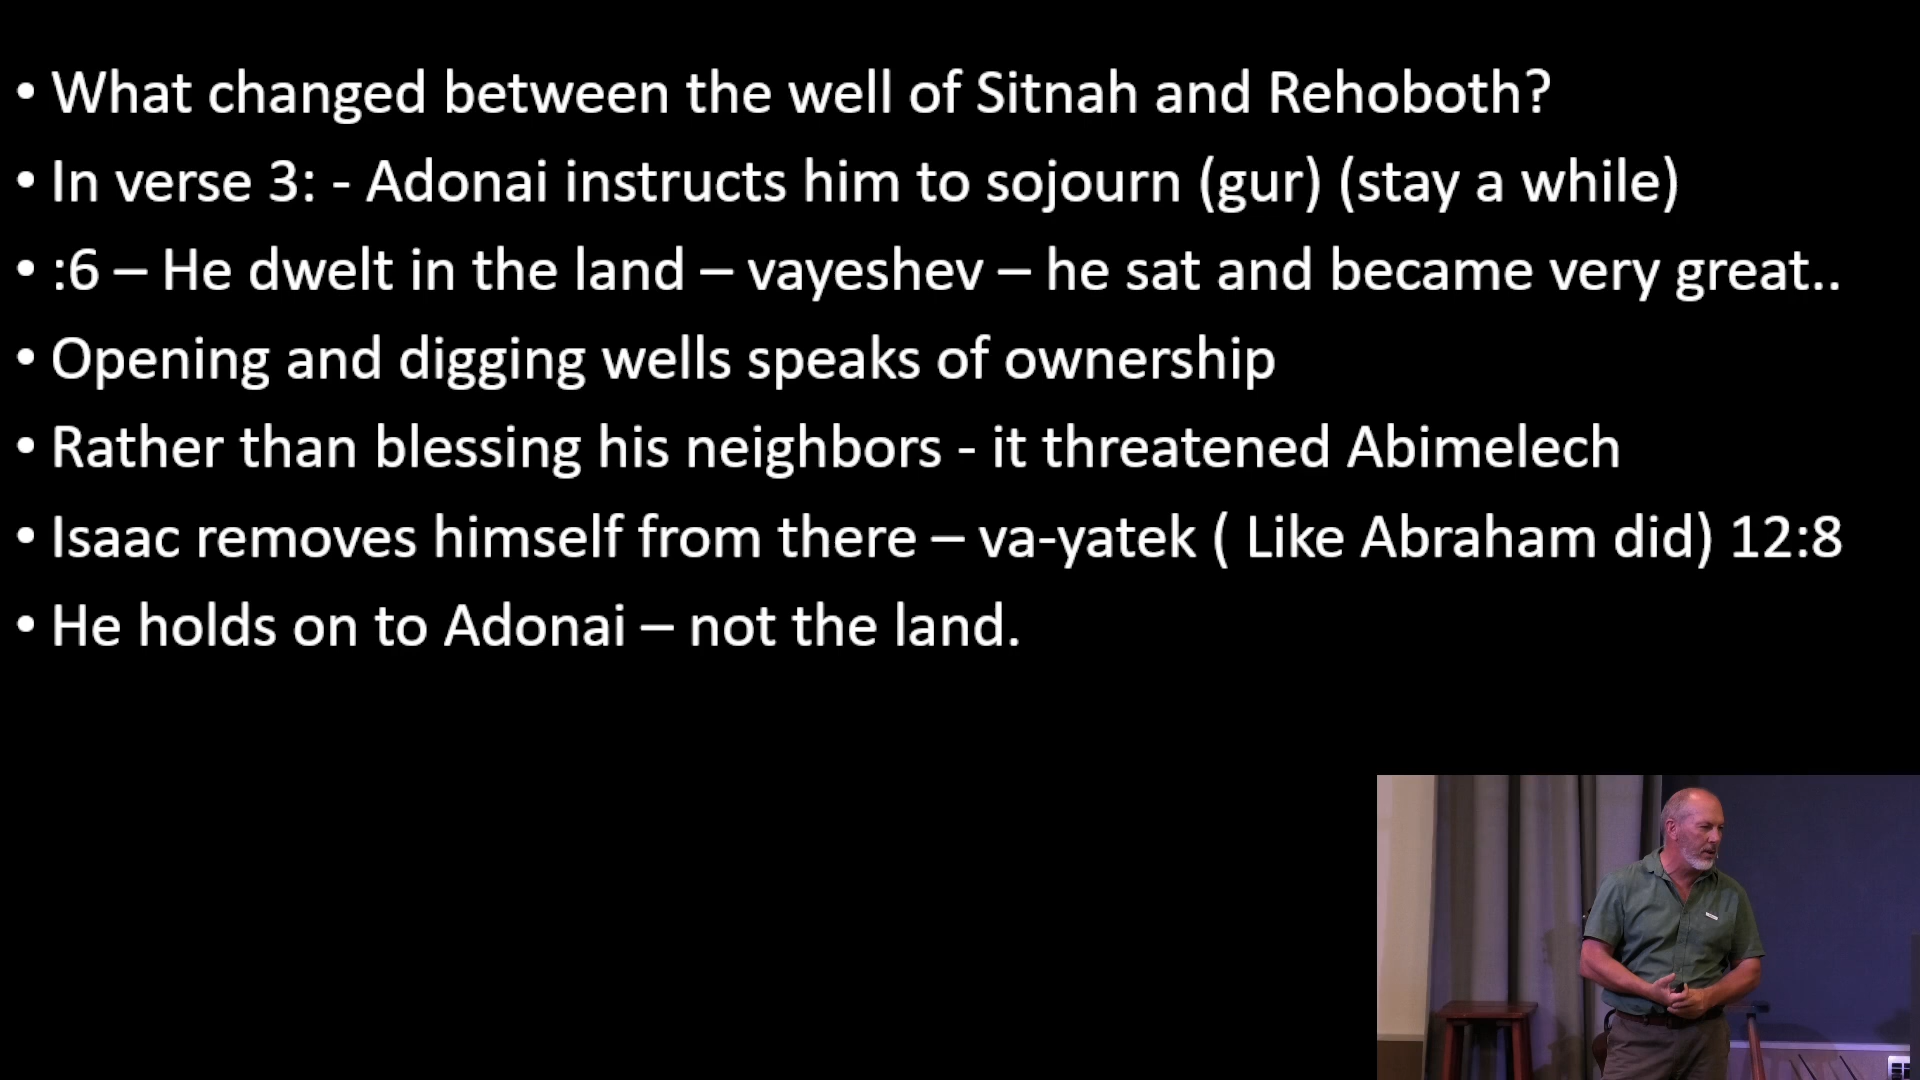 • What changed between the well of Sitnah and Rehoboth?
• In verse 3: - Adonai instructs him to sojourn (gur) (stay a while)
• :6 – He dwelt in the land – vayeshev – he sat and became very great..
• Opening and digging wells speaks of ownership
• Rather than blessing his neighbors - it threatened Abimelech
• Isaac removes himself from there – va-yatek ( Like Abraham did) 12:8
• He holds on to Adonai – not the land.